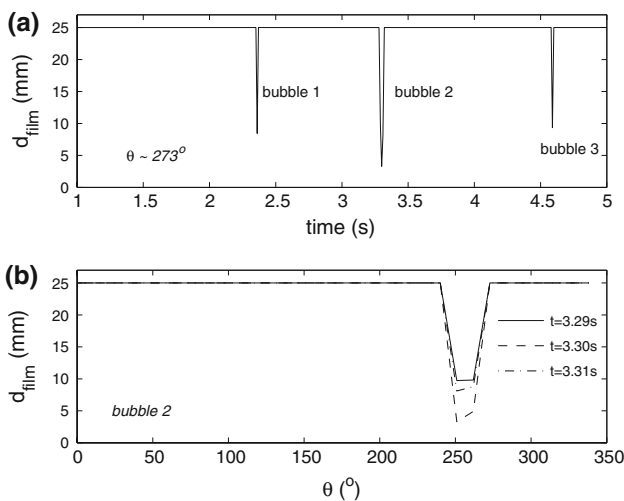 (a)
25
20
15
10
5
0
d_film (mm)
bubble 1
bubble 2
bubble 3
θ ~ 273°
1
1.5
2
2.5
3
3.5
4
4.5
5
time (s)
(b)
25
20
15
10
5
0
d_film (mm)
t=3.29s
t=3.30s
t=3.31s
bubble 2
0
50
100
150
200
250
300
350
θ (°)